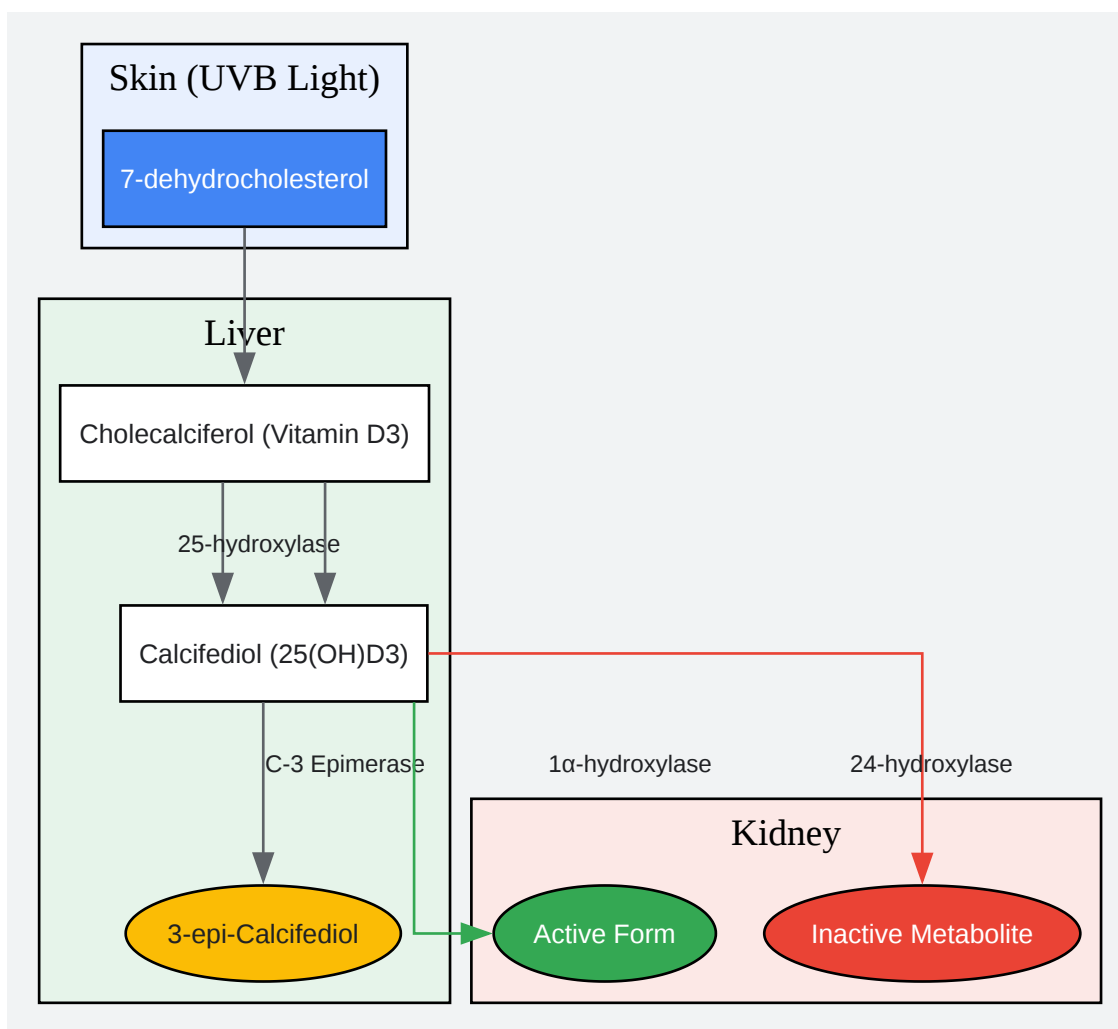 Skin (UVB Light)
7-dehydrocholesterol
Liver
Cholecalciferol (Vitamin D3)
25-hydroxylase
Calcifediol (25(OH)D3)
C-3 Epimerase
1α-hydroxylase
24-hydroxylase
Kidney
3-epi-Calcifediol
Active Form
Inactive Metabolite